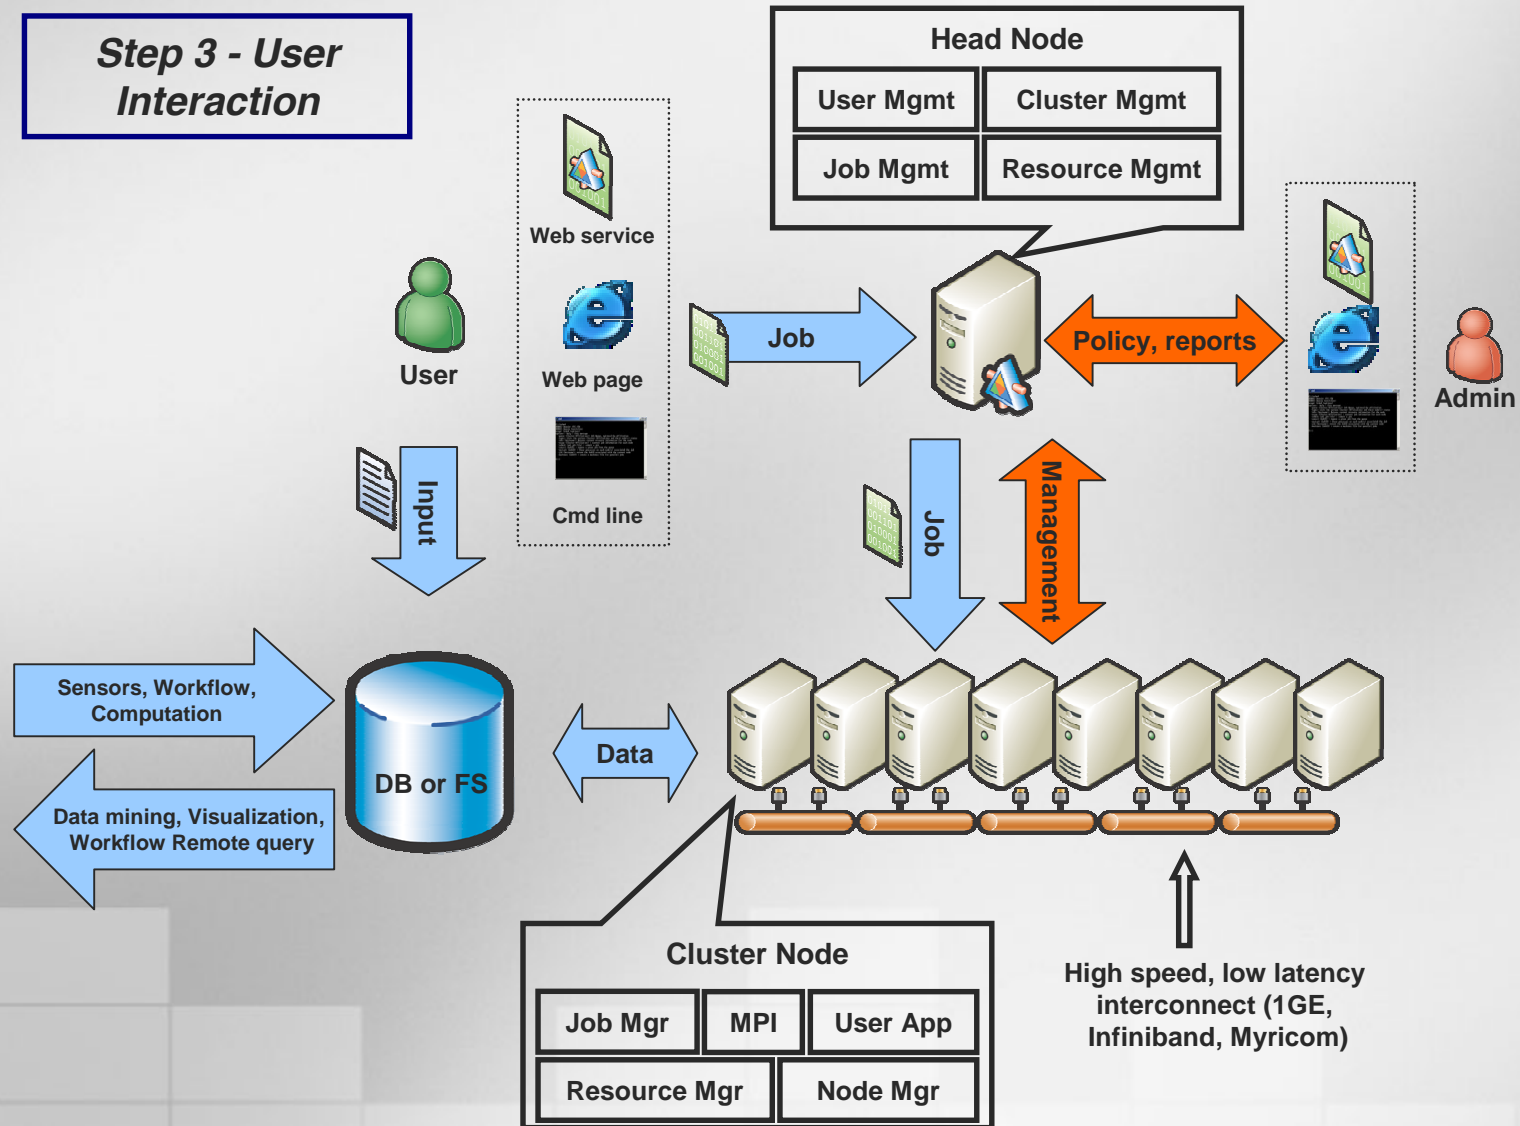 Step 3 - User
Interaction
Head Node
User Mgmt
Cluster Mgmt
Job Mgmt
Resource Mgmt
Web service
User
Web page
Cmd line
Job
Policy, reports
Admin
Input
Job
Management
Sensors, Workflow,
Computation
DB or FS
Data
Data mining, Visualization,
Workflow Remote query
Cluster Node
Job Mgr
MPI
User App
Resource Mgr
Node Mgr
High speed, low latency
interconnect (1GE,
Infiniband, Myricom)